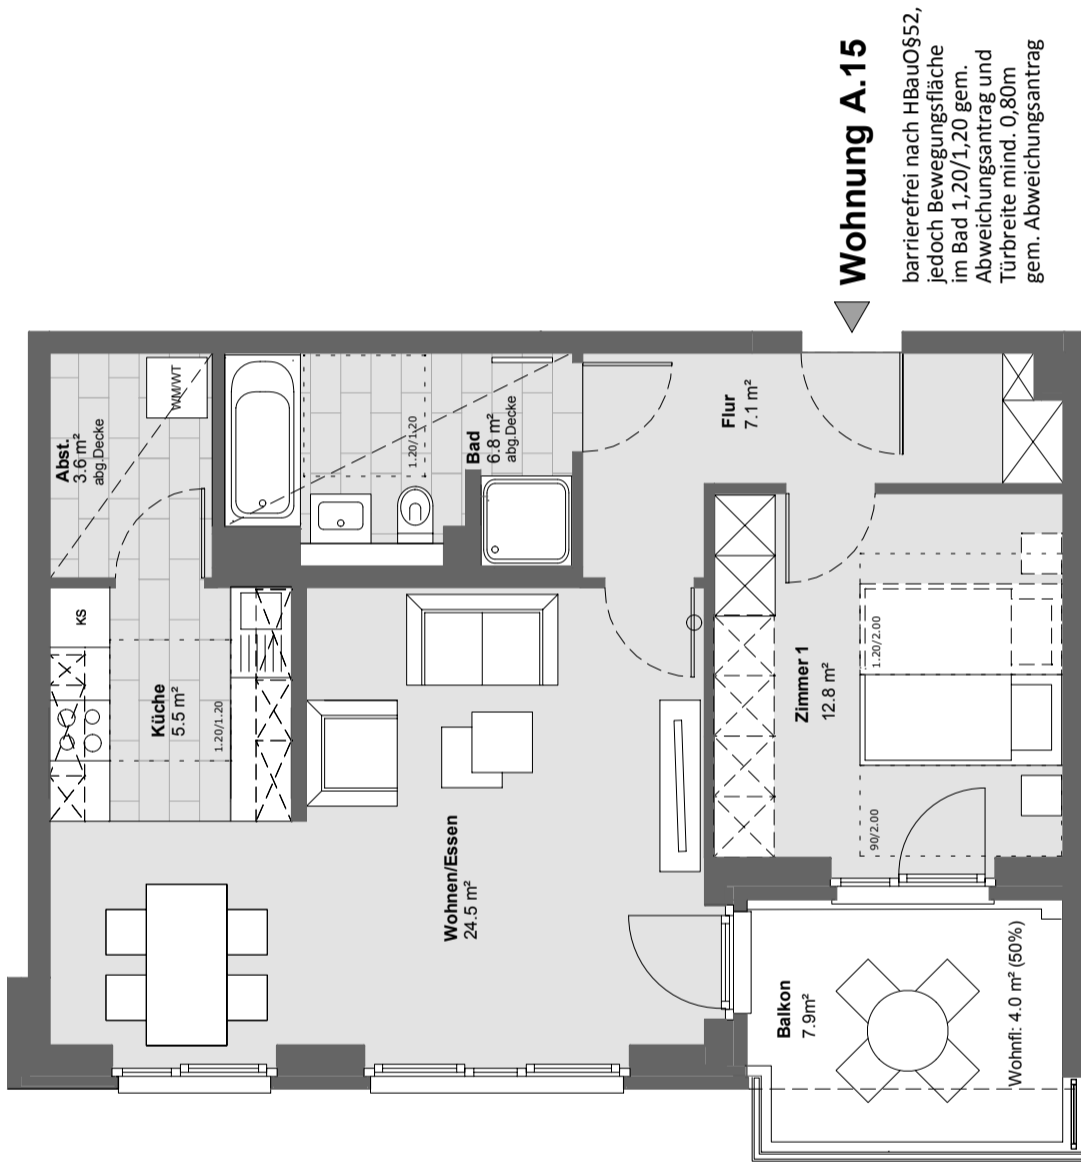 Wohnung A.15
barrierefrei nach HBauO§52,
jedoch Bewegungsfläche
im Bad 1,20/1,20 gem.
Abweichungsantrag und
Türbreite mind. 0,80m
gem. Abweichungsantrag
Abst.
3.6 m²
abg.Decke
WM/WT
Bad
6.8 m²
abg.Decke
1.20/1.20
Flur
7.1 m²
KS
Küche
5.5 m²
1.20/1.20
Wohnen/Essen
24.5 m²
Zimmer 1
12.8 m²
1.20/2.00
90/2.00
Balkon
7.9m²
Wohnfl: 4.0 m² (50%)